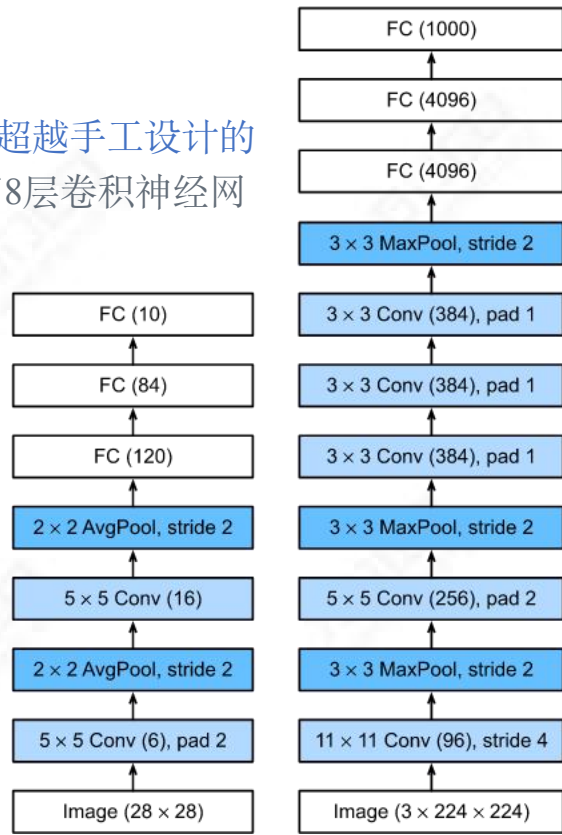 超越手工设计的
8层卷积神经网
FC (10)
FC (84)
FC (120)
2 × 2 AvgPool, stride 2
5 × 5 Conv (16)
2 × 2 AvgPool, stride 2
5 × 5 Conv (6), pad 2
Image (28 × 28)
FC (1000)
FC (4096)
FC (4096)
3 × 3 MaxPool, stride 2
3 × 3 Conv (384), pad 1
3 × 3 Conv (384), pad 1
3 × 3 Conv (384), pad 1
3 × 3 MaxPool, stride 2
5 × 5 Conv (256), pad 2
3 × 3 MaxPool, stride 2
11 × 11 Conv (96), stride 4
Image (3 × 224 × 224)